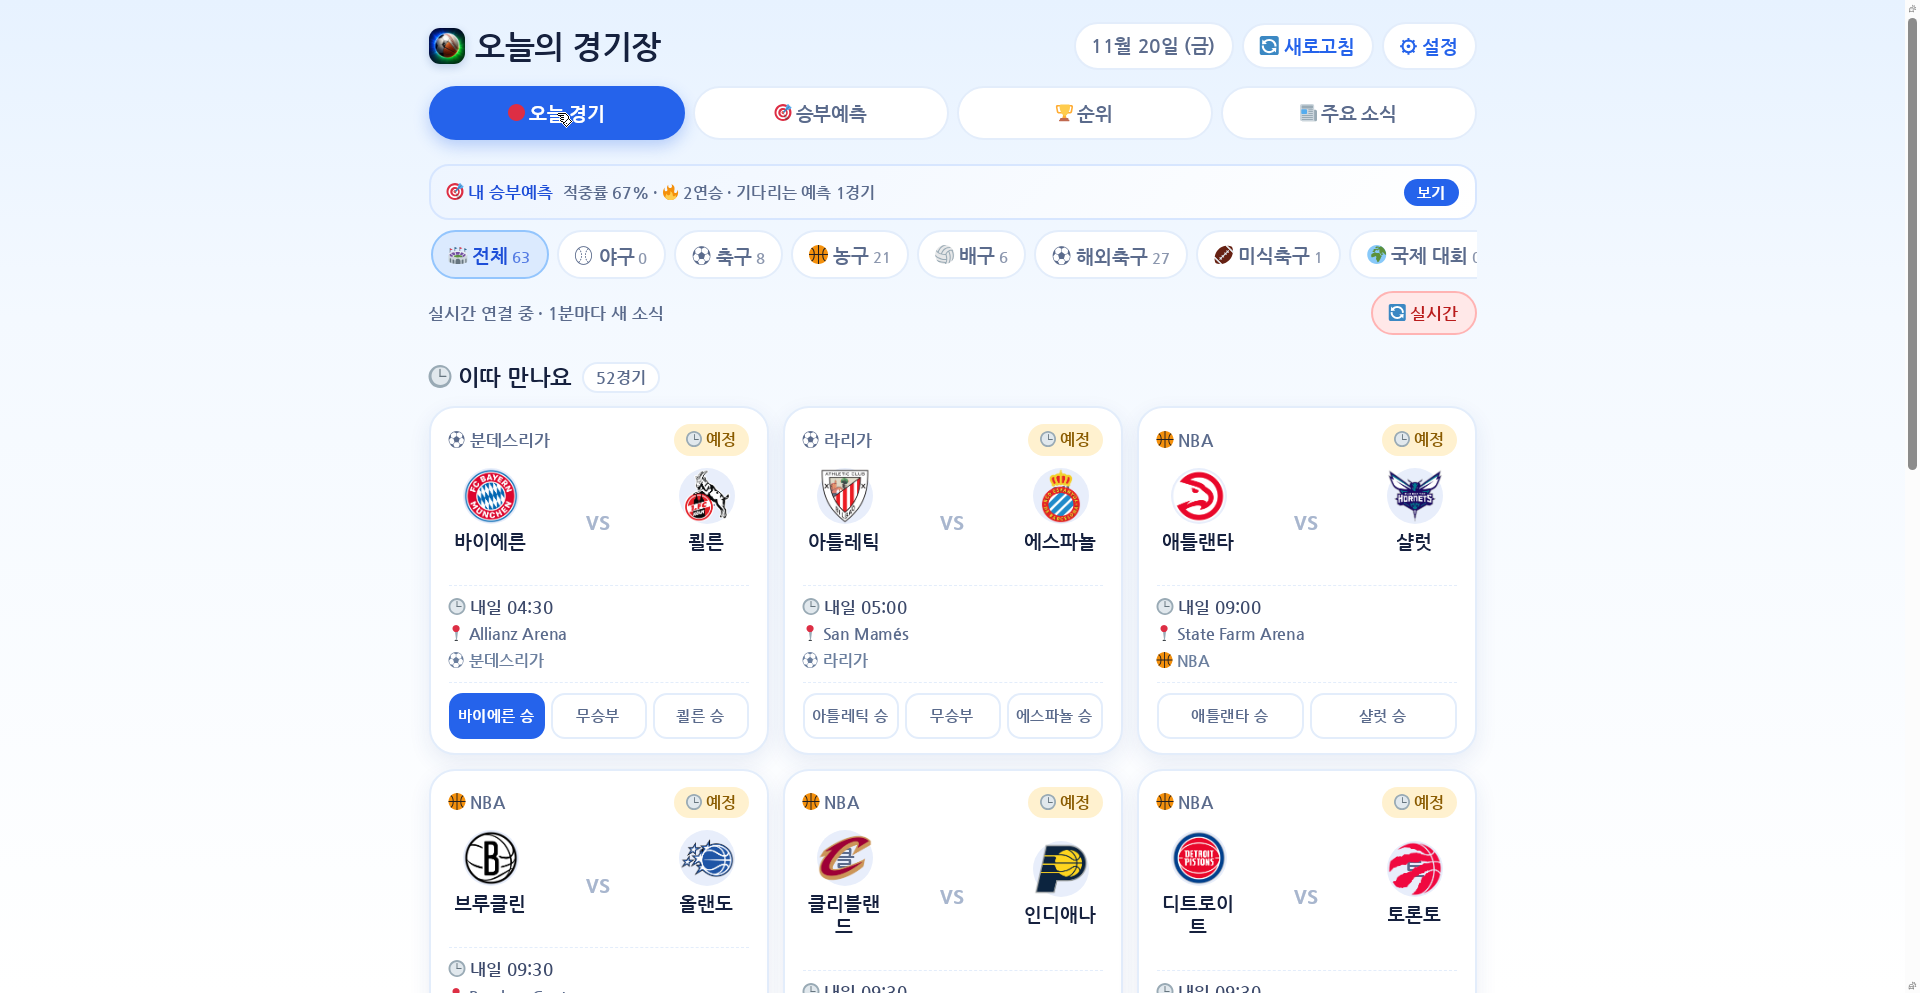 오늘의 경기장
11월 20일 (금)
새로고침
설정
오늘 경기
승부예측
순위
주요 소식
내 승부예측 적중률 67% · 2연승 · 기다리는 예측 1경기
보기
전체 63
야구 0
축구 8
농구 21
배구 6
해외축구 27
미식축구 1
국제 대회
실시간 연결 중 · 1분마다 새 소식
실시간
이따 만나요
52경기
분데스리가
예정
바이에른
VS
쾰른
내일 04:30
Allianz Arena
분데스리가
바이에른 승
무승부
쾰른 승
라리가
예정
아틀레틱
VS
에스파뇰
내일 05:00
San Mamés
라리가
아틀레틱 승
무승부
에스파뇰 승
NBA
예정
애틀랜타
VS
샬럿
내일 09:00
State Farm Arena
NBA
애틀랜타 승
샬럿 승
NBA
예정
브루클린
VS
올랜도
내일 09:30
NBA
예정
클리블랜
드
VS
인디애나
내일 09:30
NBA
예정
DETROIT
PISTONS
디트로이
트
VS
토론토
내일 09:30